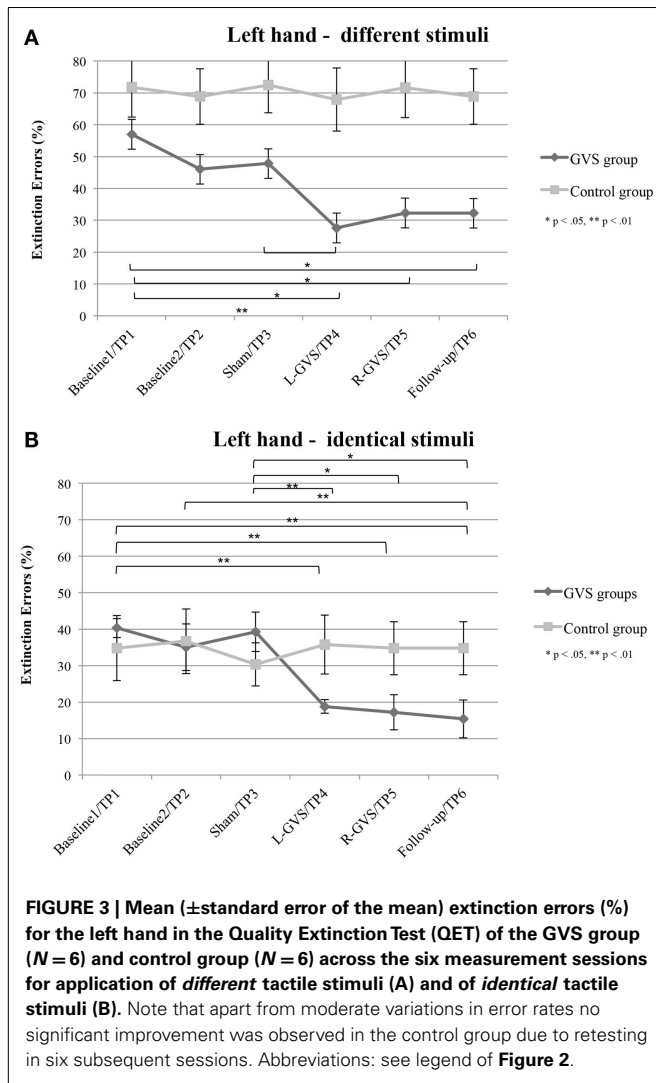 A
Left hand - different stimuli
Extinction Errors (%)
80
70
60
50
40
30
20
10
0
GVS group
Control group
* p < .05, ** p < .01
*
*
*
**
Baseline1/TP1
Baseline2/TP2
Sham/TP3
L-GVS/TP4
R-GVS/TP5
Follow-up/TP6
B
Left hand - identical stimuli
Extinction Errors (%)
80
70
60
50
40
30
20
10
0
*
*
**
**
**
**
**
GVS groups
Control group
* p < .05, ** p < .01
Baseline1/TP1
Baseline2/TP2
Sham/TP3
L-GVS/TP4
R-GVS/TP5
Follow-up/TP6
FIGURE 3 | Mean (±standard error of the mean) extinction errors (%)
for the left hand in the Quality Extinction Test (QET) of the GVS group
(N = 6) and control group (N = 6) across the six measurement sessions
for application of different tactile stimuli (A) and of identical tactile
stimuli (B). Note that apart from moderate variations in error rates no
significant improvement was observed in the control group due to retesting
in six subsequent sessions. Abbreviations: see legend of Figure 2.